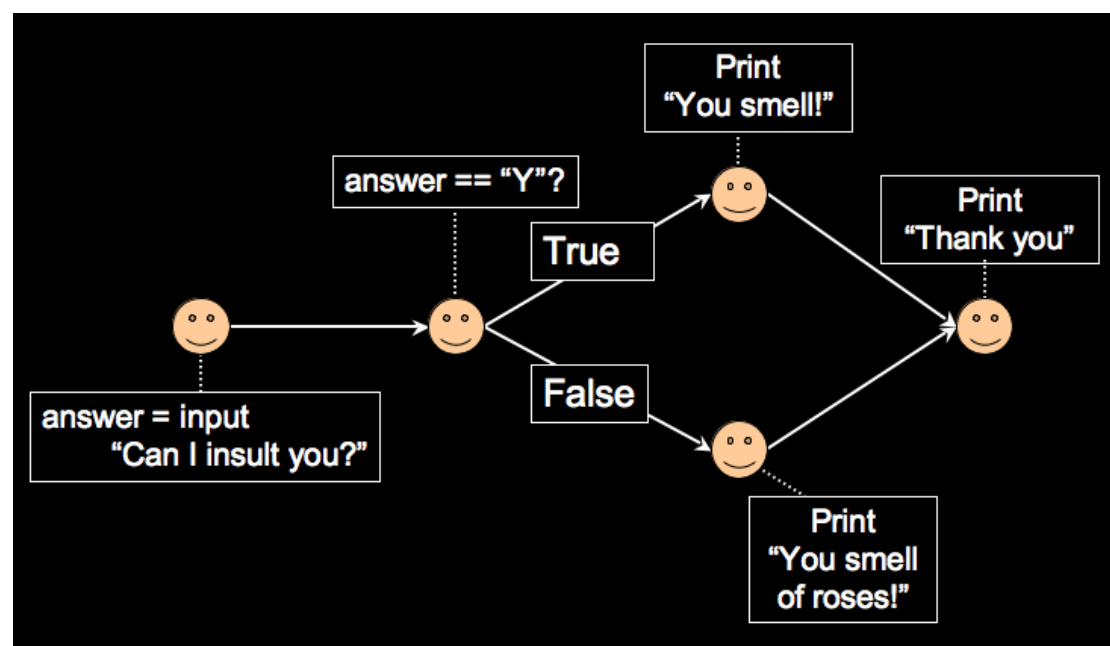 answer = input
“Can I insult you?”
answer == “Y”?
True
Print
“You smell!”
False
Print
“You smell
of roses!”
Print
“Thank you”